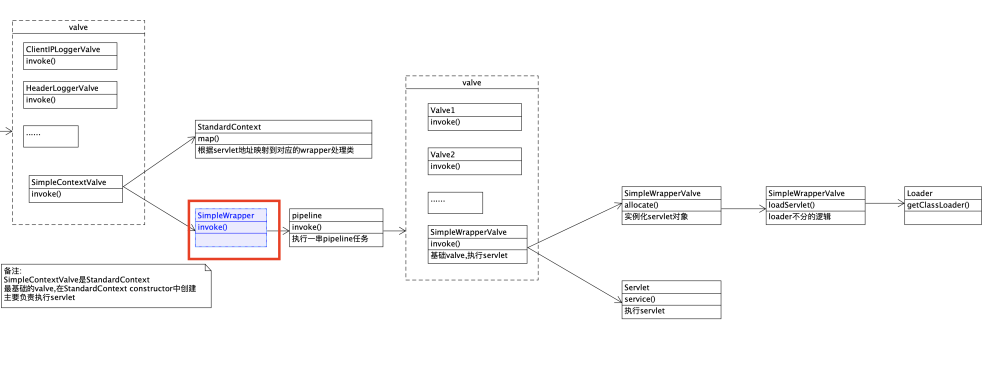 valve
ClientIPLoggerValve
invoke()
HeaderLoggerValve
invoke()
......
SimpleContextValve
invoke()
StandardContext
map()
根据servlet地址映射到对应的wrapper处理类
SimpleWrapper
invoke()
pipeline
invoke()
执行一串pipeline任务
valve
Valve1
invoke()
Valve2
invoke()
......
SimpleWrapperValve
invoke()
基础valve,执行servlet
SimpleWrapperValve
allocate()
实例化servlet对象
SimpleWrapperValve
loadServlet()
loader不分的逻辑
Loader
getClassLoader()
Servlet
service()
执行servlet
备注:
SimpleContextValve是StandardContext
最基础的valve,在StandardContext constructor中创建
主要负责执行servlet